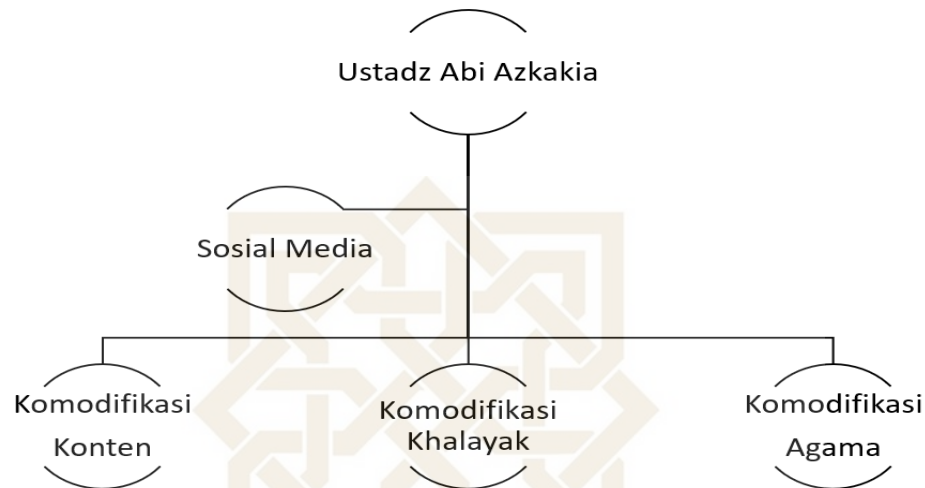 Ustadz Abi Azkakia
Sosial Media
Komodifikasi
Konten
Komodifikasi
Khalayak
Komodifikasi
Agama